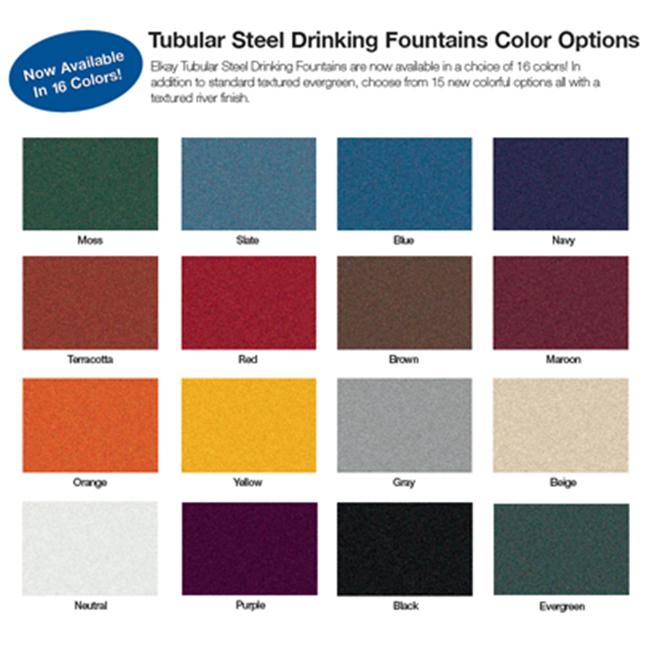 Now Available
In 16 Colors!
Tubular Steel Drinking Fountains Color Options
Elkay Tubular Steel Drinking Fountains are now available in a choice of 16 colors! In
addition to standard textured evergreen, choose from 15 new colorful options all with a
textured river finish.
Moss
Slate
Blue
Navy
Terracotta
Red
Brown
Maroon
Orange
Yellow
Gray
Beige
Neutral
Purple
Black
Evergreen